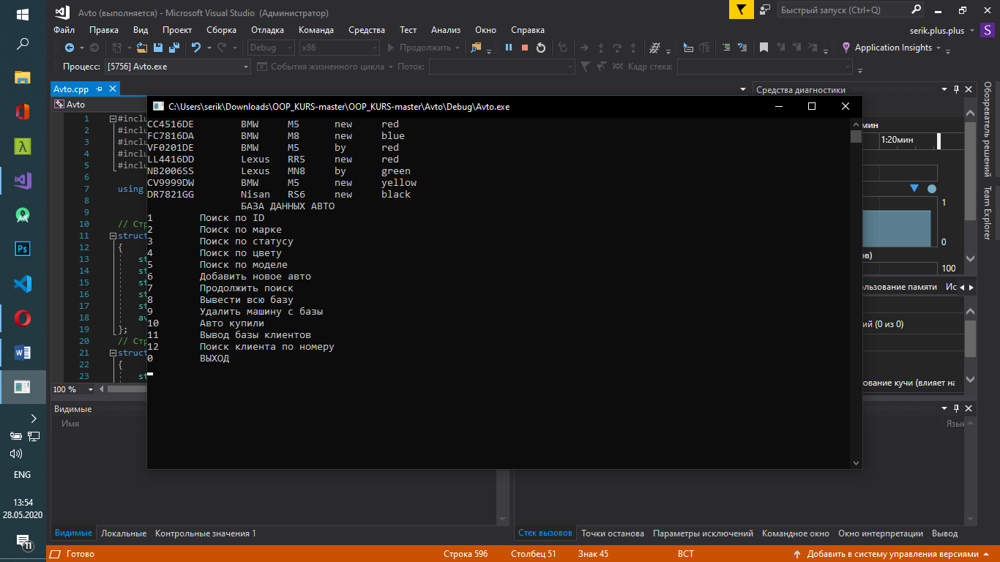 Avto (выполняется) - Microsoft Visual Studio (Администратор)
Быстрый запуск (Ctrl+Q)
Файл Правка Вид Проект Сборка Отладка Команда Средства Тест Анализ Окно Справка
serik.plus.plus
S
Debug x86 Продолжить Application Insights
Процесс: [5756] Avto.exe События жизненного цикла Поток: Кадр стека:
Avto.cpp
Средства диагностики
Avto
C:\Users\serik\Downloads\OOP_KURS-master\OOP_KURS-master\Avto\Debug\Avto.exe
CC4516DE BMW M5 new red
FC7816DA BMW M8 new blue
VF0201DE BMW M5 by red
LL4416DD Lexus RR5 new red
NB2006SS Lexus MN8 by green
CV9999DW BMW M5 new yellow
DR7821GG Nisan RS6 new black
БАЗА ДАННЫХ АВТО
1 Поиск по ID
2 Поиск по марке
3 Поиск по статусу
4 Поиск по цвету
5 Поиск по моделе
6 Добавить новое авто
7 Продолжить поиск
8 Вывести всю базу
9 Удалить машину с базы
10 Авто купили
11 Вывод базы клиентов
12 Поиск клиента по номеру
0 ВЫХОД
1 #inclu
2 #inclu
3 #inclu
4 #inclu
5 #inclu
6
7 using
8
9
10 // Стр
11 struct
12 {
13 st
14 st
15 st
16 st
17 st
18 av
19 };
20 // Стр
21 struct
22 {
23 st
100 %
мин
1:20мин
1
0
ов)
100
ользование памяти Ис
ий (0 из 0)
ование кучи (влияет на
Обозреватель решений
Team Explorer
Видимые
Имя
Язык
Видимые Локальные Контрольные значения 1
Стек вызовов Точки останова Параметры исключений Командное окно Окно интерпретации Вывод
Готово Строка 596 Столбец 51 Знак 45 ВСТ Добавить в систему управления версиями
Ps
ENG
13:54
28.05.2020
11